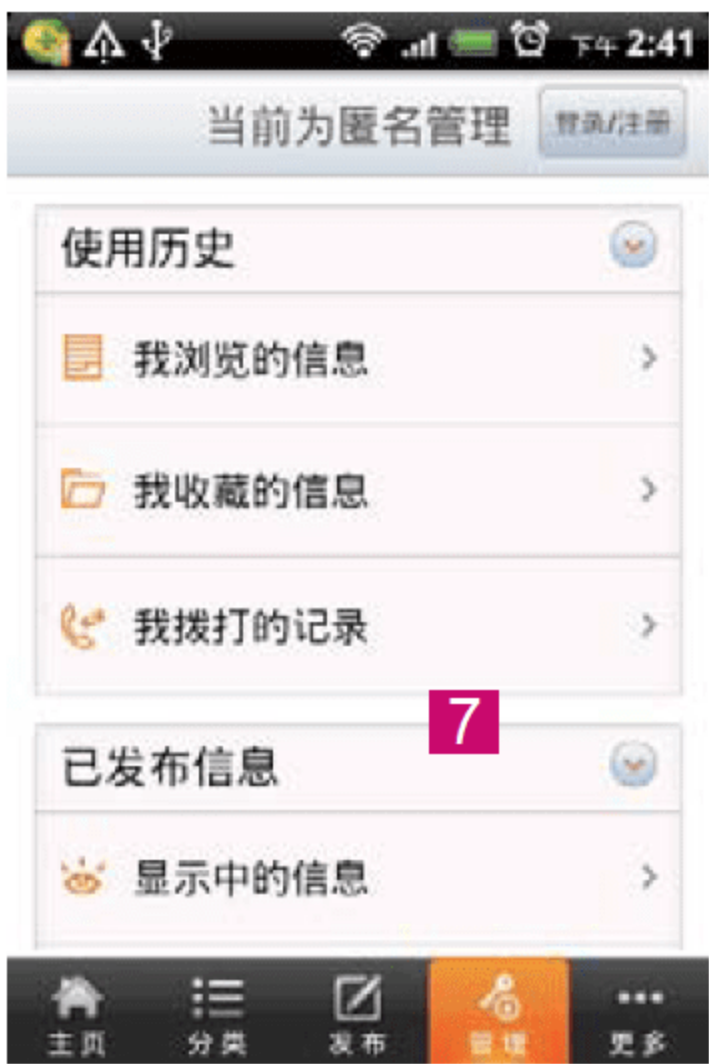 下午 2:41
当前为匿名管理 登录/注册
使用历史
我浏览的信息
我收藏的信息
我拨打的记录
7
已发布信息
显示中的信息
主页 分类 发布 管理 更多